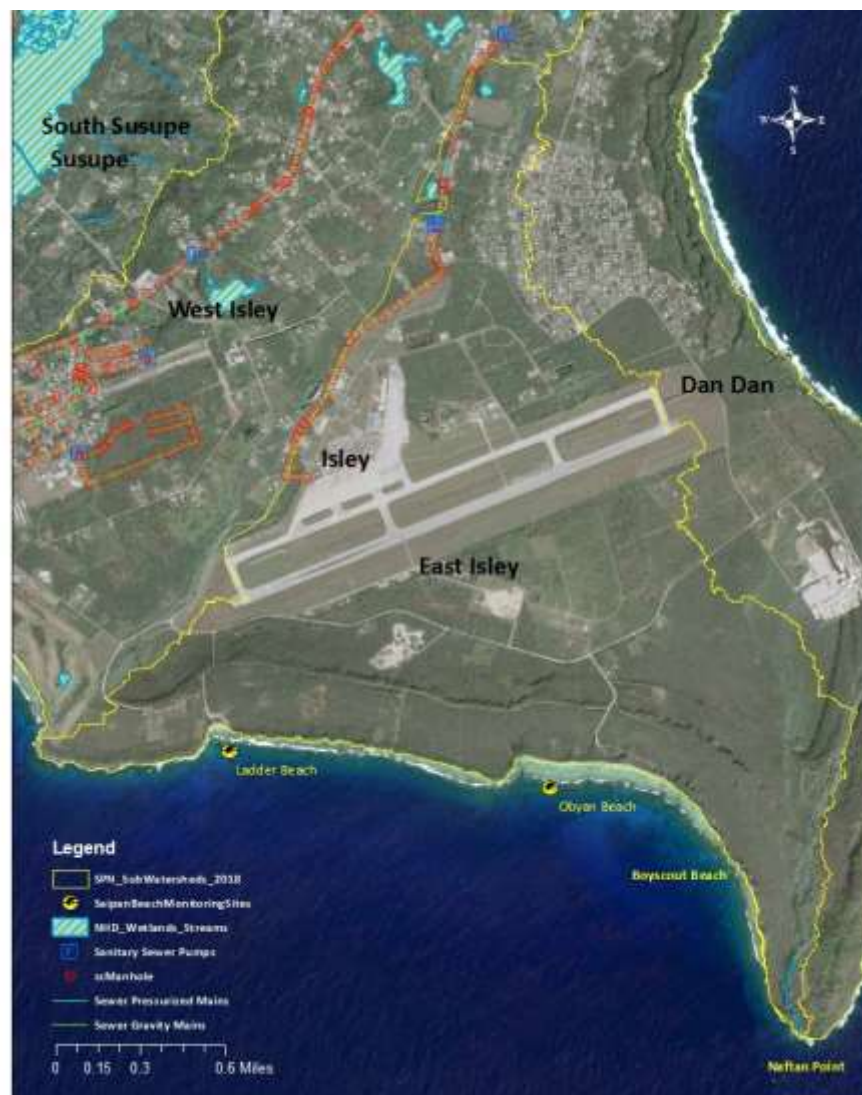 N
W E
S
South Susupe
Susupe
West Isley
Dan Dan
Isley
East Isley
Ladder Beach
Obyan Beach
Boyscout Beach
Naftan Point
Legend
SPN_SubWatersheds_2018
SaipanBeachMonitoringSites
NHD_Wetlands_Streams
Sanitary Sewer Pumps
ssManhole
Sewer Pressurized Mains
Sewer Gravity Mains
0 0.15 0.3 0.6 Miles